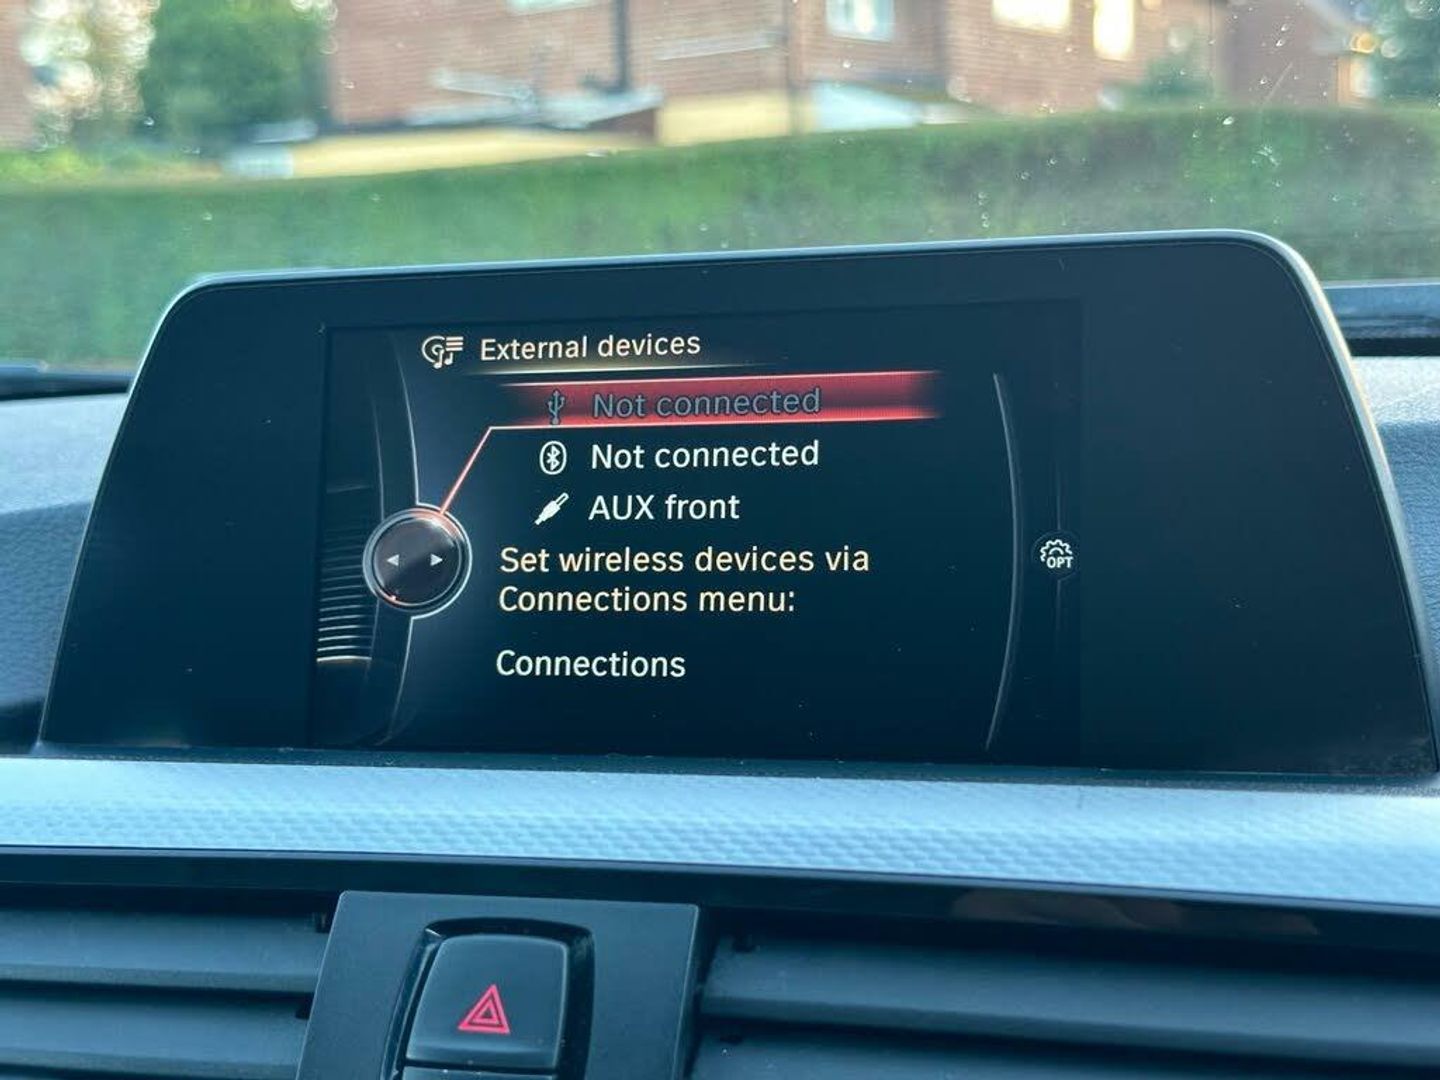 External devices
Not connected
Not connected
AUX front
Set wireless devices via
Connections menu:
Connections
OPT